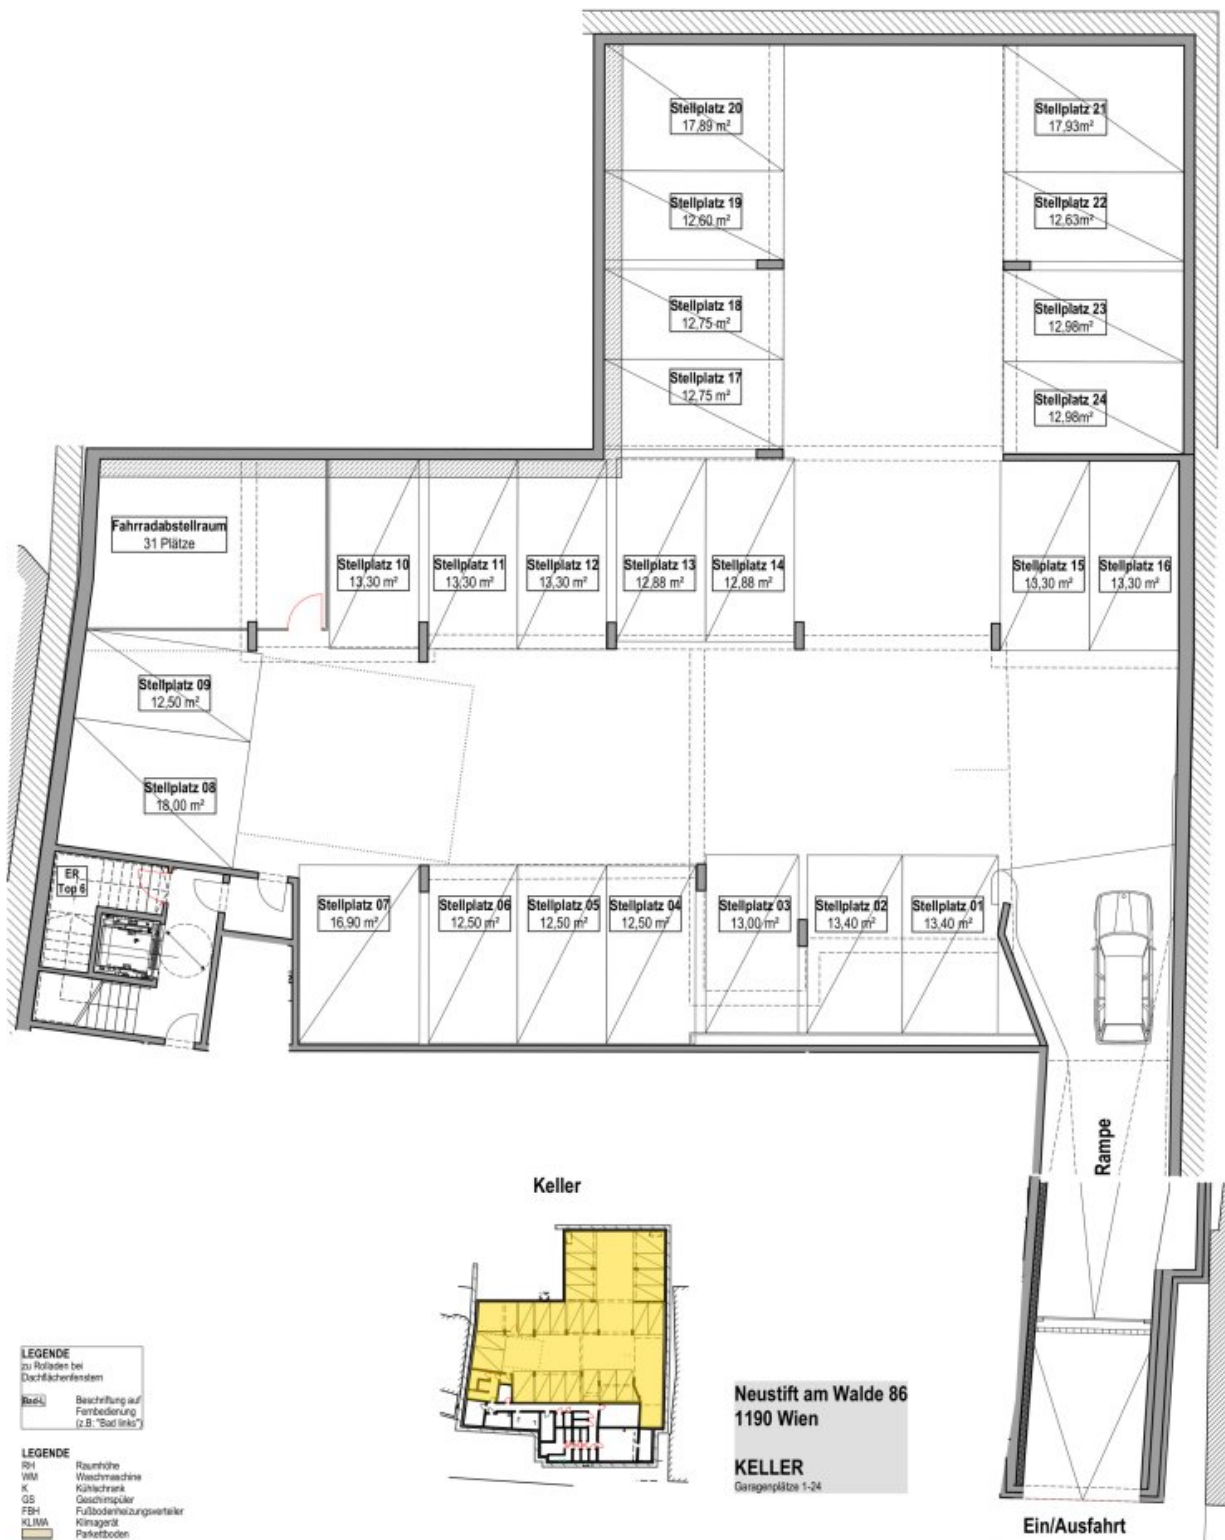 Stellplatz 20
17,89 m²
Stellplatz 21
17,93m²
Stellplatz 19
12,60 m²
Stellplatz 22
12,63m²
Stellplatz 18
12,75 m²
Stellplatz 23
12,98m²
Stellplatz 17
12,75 m²
Stellplatz 24
12,98m²
Fahrradabstellraum
31 Plätze
Stellplatz 10
13,30 m²
Stellplatz 11
13,30 m²
Stellplatz 12
13,30 m²
Stellplatz 13
12,88 m²
Stellplatz 14
12,88 m²
Stellplatz 15
13,30 m²
Stellplatz 16
13,30 m²
Stellplatz 09
12,50 m²
Stellplatz 08
18,00 m²
ER
Top 6
Stellplatz 07
16,90 m²
Stellplatz 06
12,50 m²
Stellplatz 05
12,50 m²
Stellplatz 04
12,50 m²
Stellplatz 03
13,00 m²
Stellplatz 02
13,40 m²
Stellplatz 01
13,40 m²
Rampe
Keller
LEGENDE
zu Rolladen bei
Dachflächenfenstern
Bad-L Beschriftung auf
Fernbedienung
(z.B: "Bad links")
LEGENDE
RH Raumhöhe
WM Waschmaschine
K Kühlschrank
GS Geschirrspüler
FBH Fußbodenheizungsverteiler
KLIMA Klimagerät
Parkettboden
Neustift am Walde 86
1190 Wien
KELLER
Garagenplätze 1-24
Ein/Ausfahrt